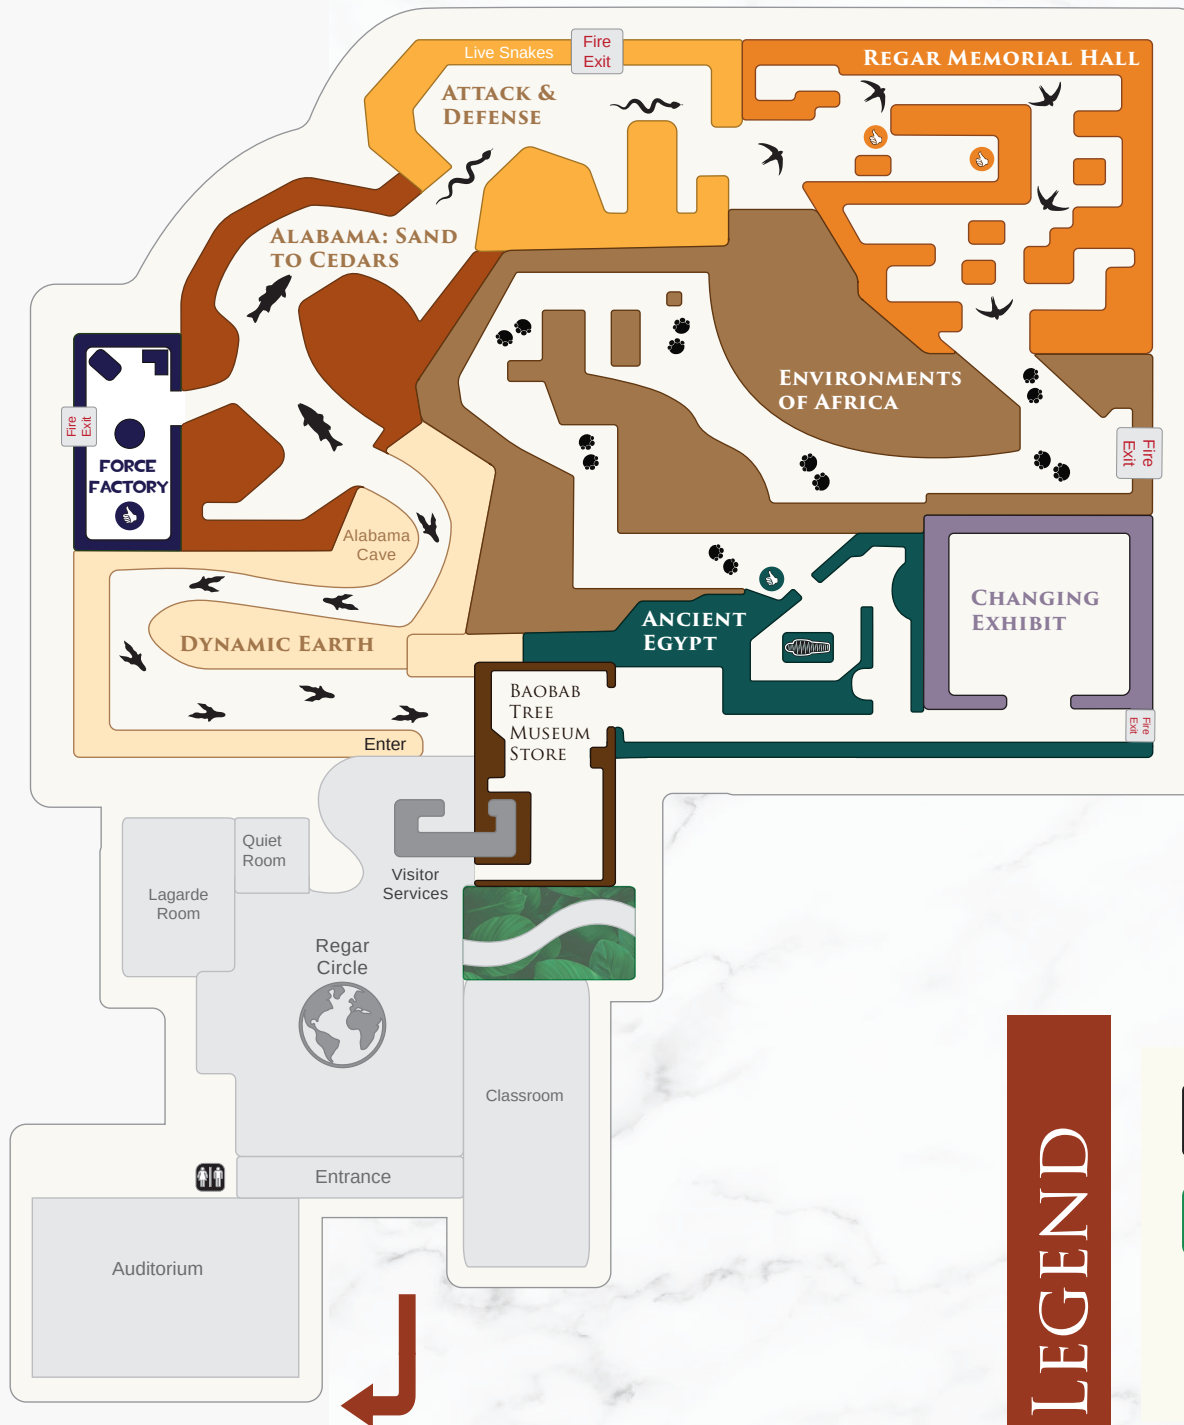 Live Snakes
Fire
Exit
REGAR MEMORIAL HALL
ATTACK &
DEFENSE
ALABAMA: SAND
TO CEDARS
ENVIRONMENTS
OF AFRICA
Fire
Exit
Fire
Exit
FORCE
FACTORY
Alabama
Cave
ANCIENT
EGYPT
CHANGING
EXHIBIT
DYNAMIC EARTH
BAOBAB
TREE
MUSEUM
STORE
Fire
Exit
Enter
Quiet
Room
Visitor
Services
Lagarde
Room
Regar
Circle
Classroom
Entrance
Auditorium
LEGEND